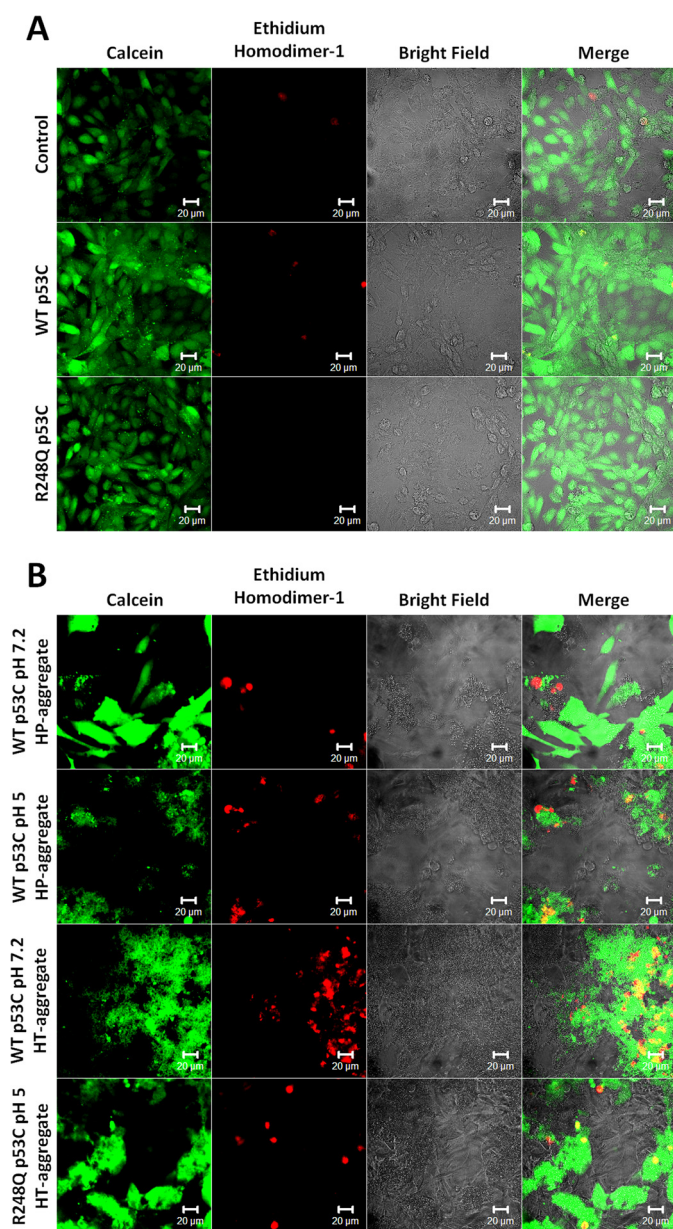 A
Calcein
Ethidium
Homodimer-1
Bright Field
Merge
Control
20 µm
20 µm
20 µm
20 µm
WT p53C
20 µm
20 µm
20 µm
20 µm
R248Q p53C
20 µm
20 µm
20 µm
20 µm
B
Calcein
Ethidium
Homodimer-1
Bright Field
Merge
WT p53C pH 7.2
HP-aggregate
20 µm
20 µm
20 µm
20 µm
WT p53C pH 5
HP-aggregate
20 µm
20 µm
20 µm
20 µm
WT p53C pH 7.2
HT-aggregate
20 µm
20 µm
20 µm
20 µm
R248Q p53C pH 5
HT-aggregate
20 µm
20 µm
20 µm
20 µm